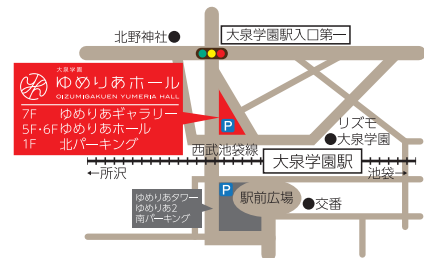 北野神社
大泉学園駅入口第一
大泉学園
ゆめりあホール
OIZUMIGAKUEN YUMERIA HALL
7F ゆめりあギャラリー
5F・6F ゆめりあホール
1F 北パーキング
P
リズモ
大泉学園
西武池袋線
大泉学園駅
←所沢
池袋→
P
ゆめりあタワー
ゆめりあ2
南パーキング
駅前広場
交番